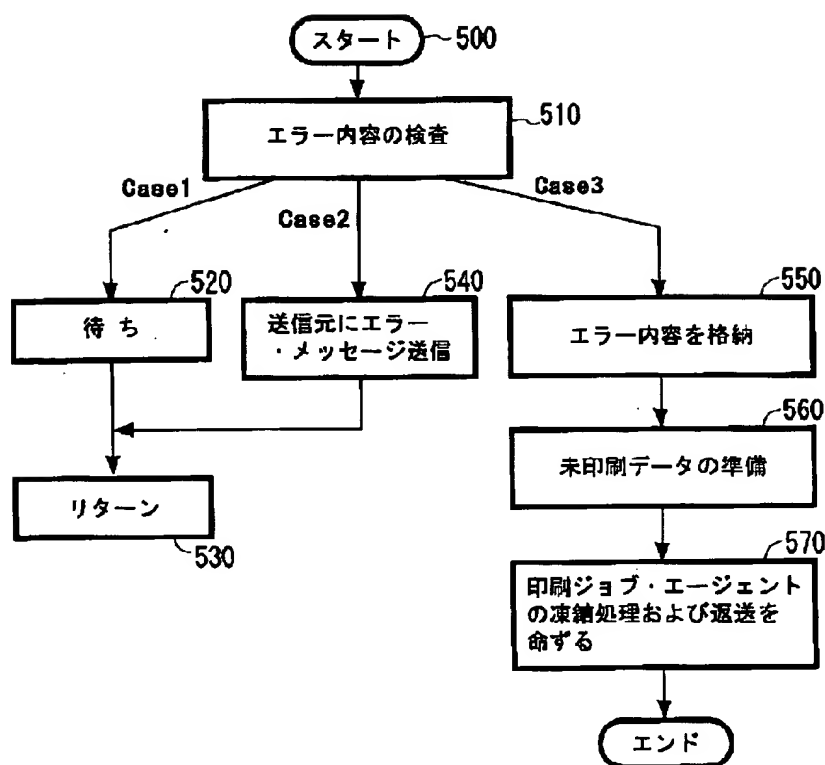 スタート
500
エラー内容の検査
510
Case1
Case2
Case3
520
待ち
540
送信元にエラー
・メッセージ送信
550
エラー内容を格納
560
未印刷データの準備
リターン
530
570
印刷ジョブ・エージェント
の凍結処理および返送を
命ずる
エンド